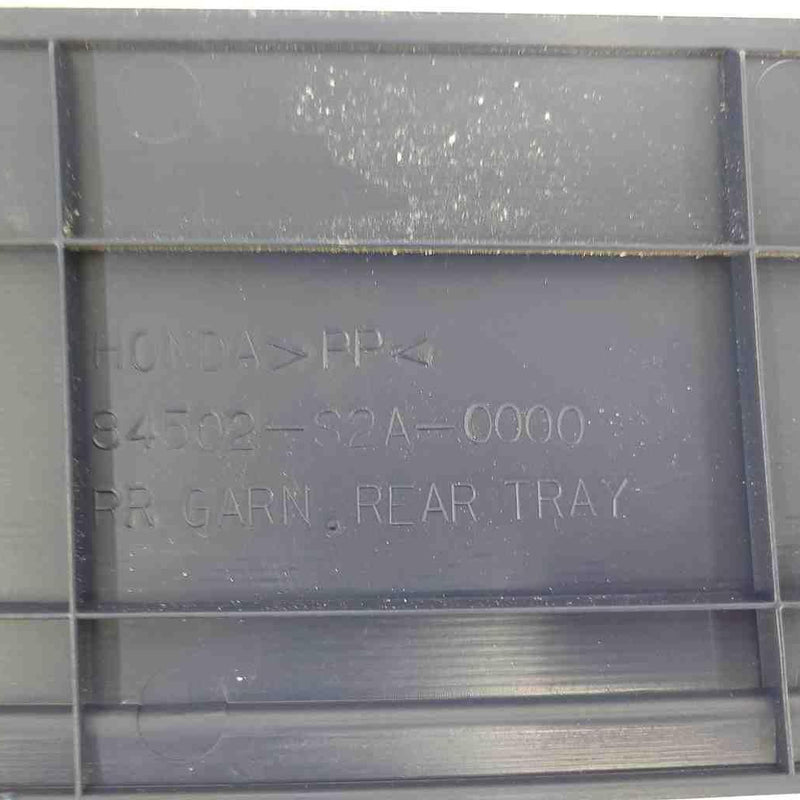 HONDA >PP<
84502-S2A-0000
RR GARN, REAR TRAY